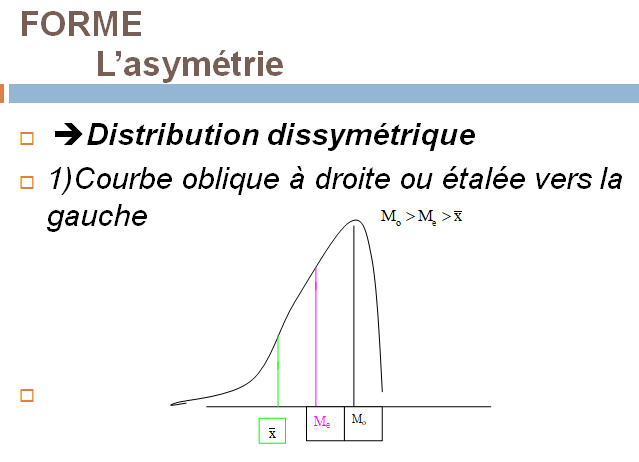 FORME
L'asymétrie
➔Distribution dissymétrique
1)Courbe oblique à droite ou étalée vers la
gauche
Mo > Me > x̄
x̄ Me Mo